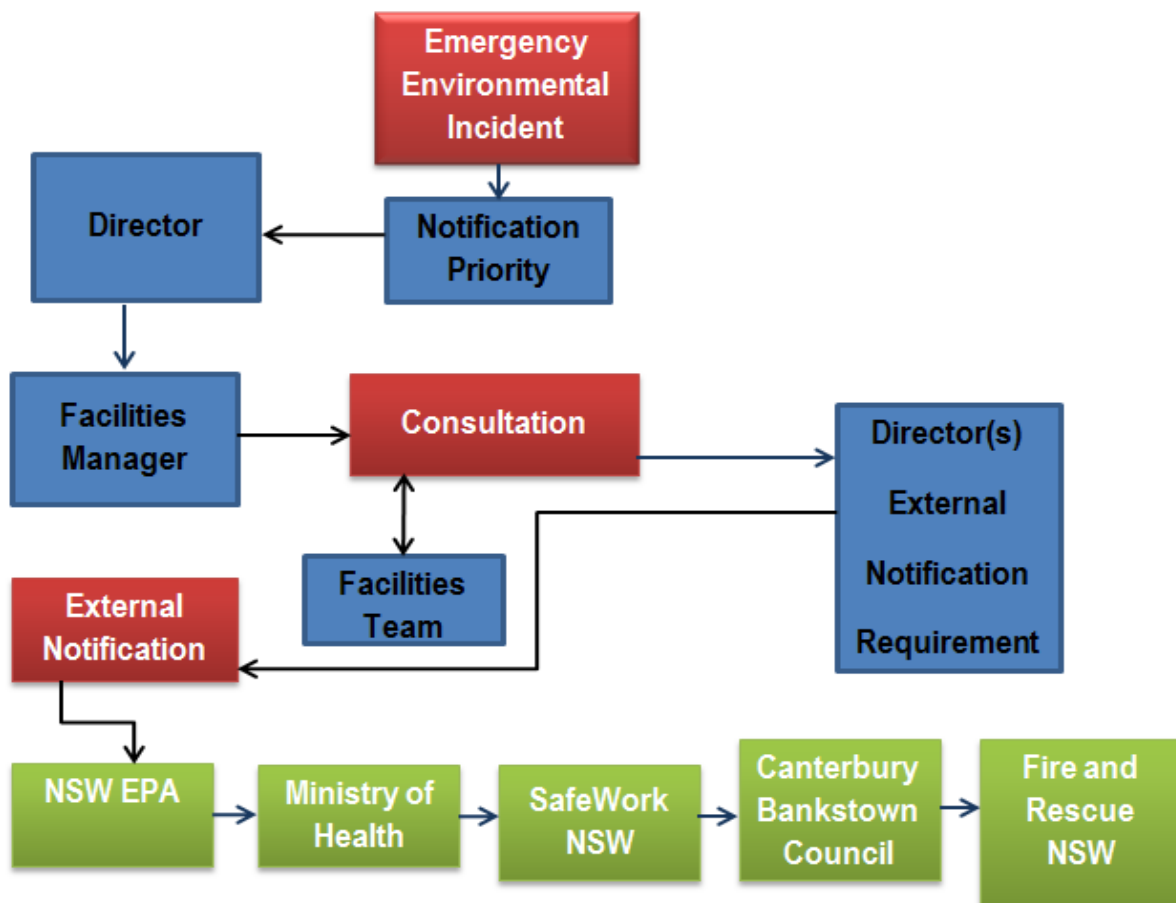 Emergency
Environmental
Incident
Director
Notification
Priority
Facilities
Manager
Consultation
Director(s)
External
Notification
Requirement
Facilities
Team
External
Notification
NSW EPA
Ministry of
Health
SafeWork
NSW
Canterbury
Bankstown
Council
Fire and
Rescue
NSW